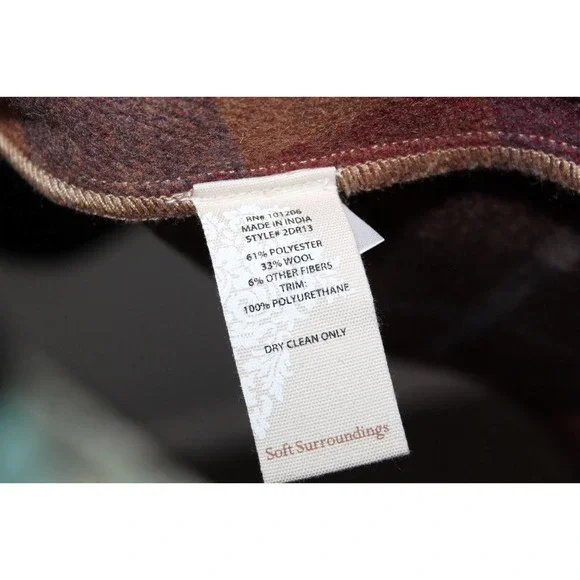 RN# 101206
MADE IN INDIA
STYLE# 2DR13
61% POLYESTER
33% WOOL
6% OTHER FIBERS
TRIM:
100% POLYURETHANE
DRY CLEAN ONLY
Soft Surroundings